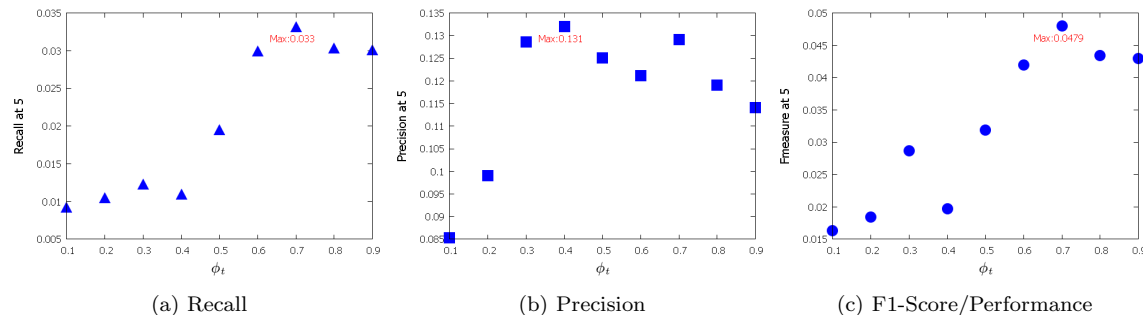 0.035
0.03
0.025
0.02
0.015
0.01
0.005
Recall at 5
Max:0.033
0.1 0.2 0.3 0.4 0.5 0.6 0.7 0.8 0.9
ϕt
(a) Recall
0.135
0.13
0.125
0.12
0.115
0.11
0.105
0.1
0.095
0.09
0.085
Precision at 5
Max:0.131
0.1 0.2 0.3 0.4 0.5 0.6 0.7 0.8 0.9
ϕt
(b) Precision
0.05
0.045
0.04
0.035
0.03
0.025
0.02
0.015
Fmeasure at 5
Max:0.0479
0.1 0.2 0.3 0.4 0.5 0.6 0.7 0.8 0.9
ϕt
(c) F1-Score/Performance